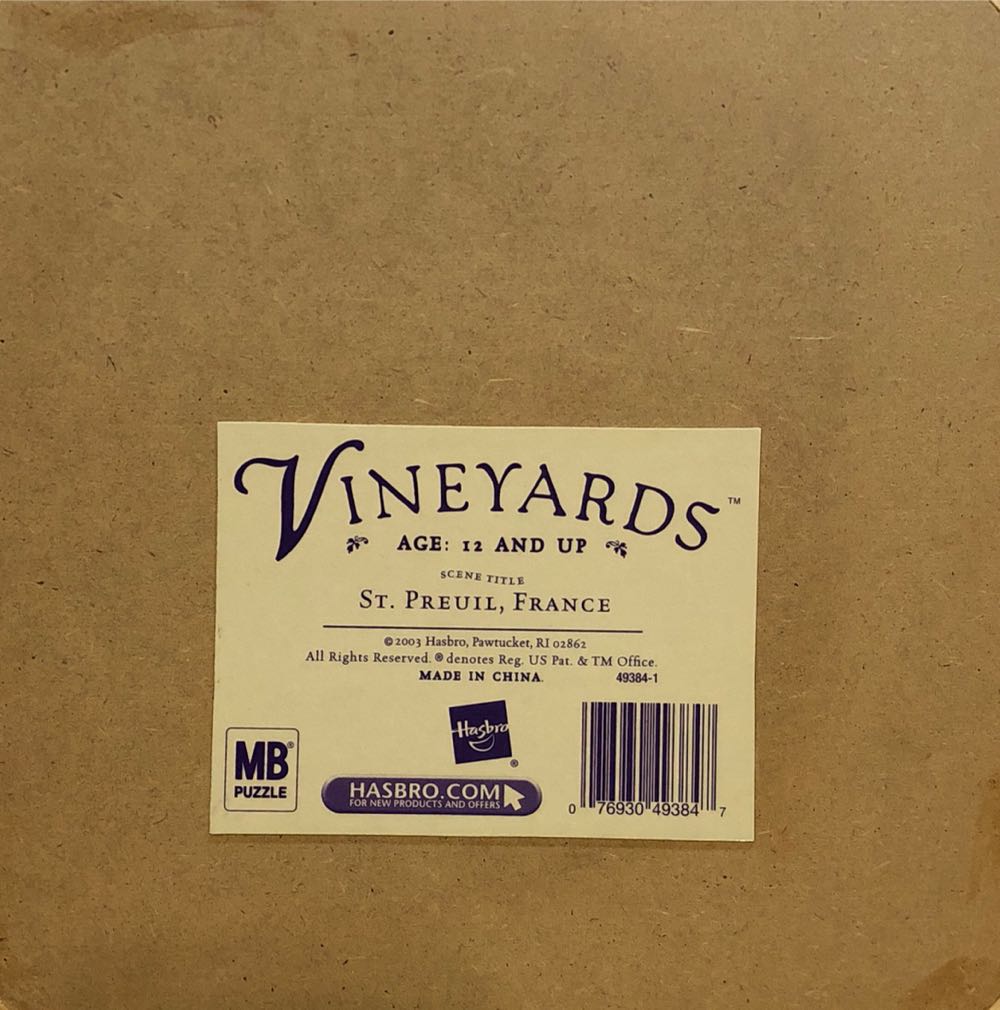 VINEYARDS™
AGE: 12 AND UP
SCENE TITLE
ST. PREUIL, FRANCE
© 2003 Hasbro, Pawtucket, RI 02862
All Rights Reserved. ® denotes Reg. US Pat. & TM Office.
MADE IN CHINA. 49384-1
Hasbro®
MB®
PUZZLE
HASBRO.COM
FOR NEW PRODUCTS AND OFFERS
0 76930 49384 7